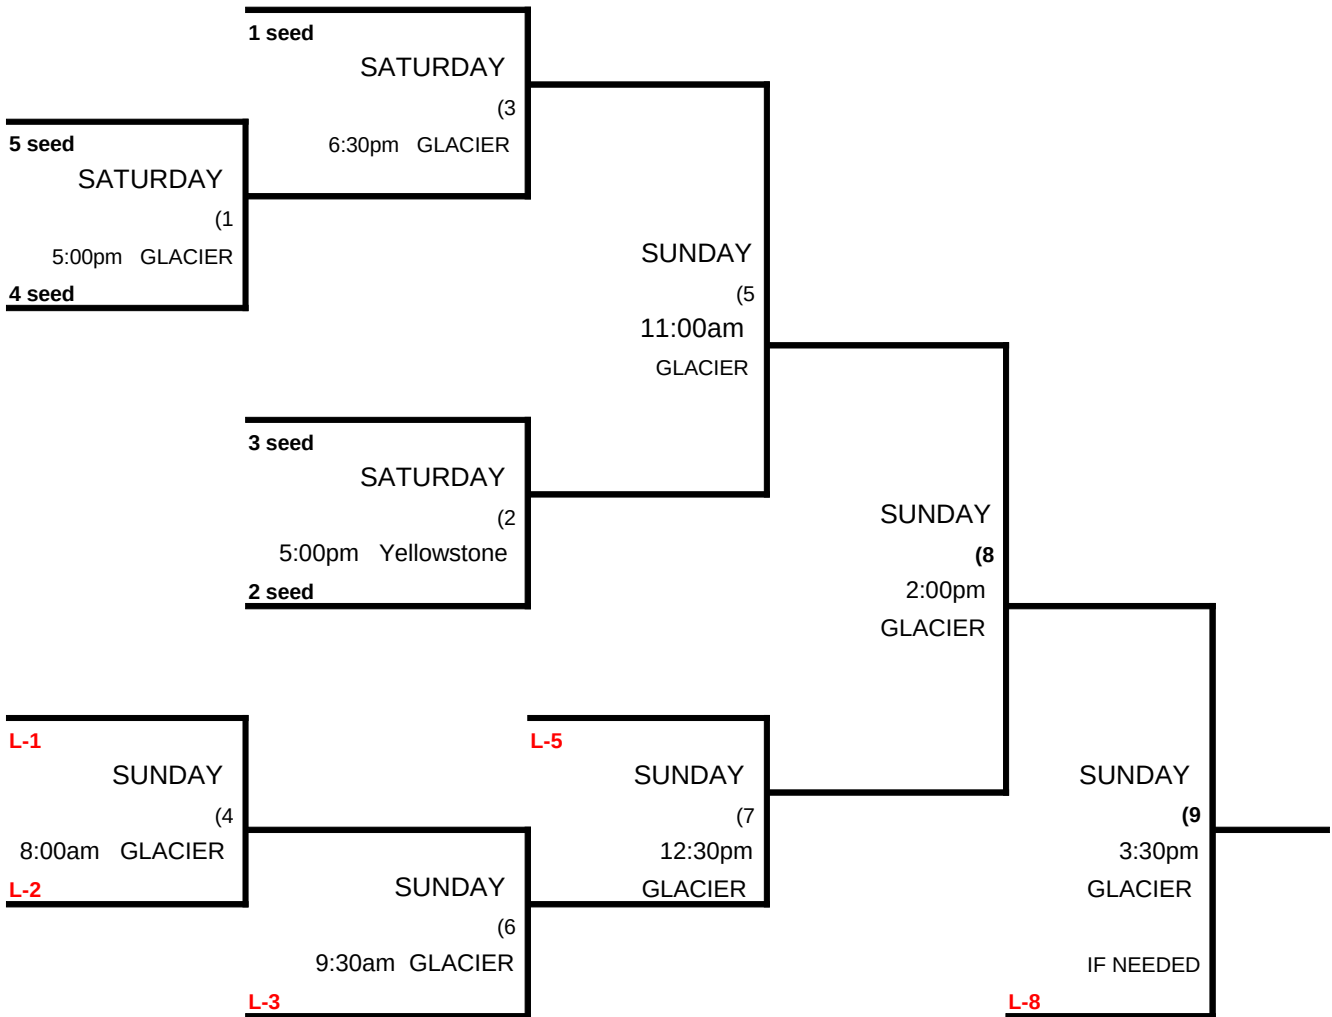 1 seed
SATURDAY
(3
6:30pm GLACIER
5 seed
SATURDAY
(1
5:00pm GLACIER
4 seed
SUNDAY
(5
11:00am
GLACIER
3 seed
SATURDAY
(2
5:00pm Yellowstone
2 seed
SUNDAY
(8
2:00pm
GLACIER
L-1
SUNDAY
(4
8:00am GLACIER
L-2
L-5
SUNDAY
(7
12:30pm
GLACIER
SUNDAY
(6
9:30am GLACIER
L-3
SUNDAY
(9
3:30pm
GLACIER
IF NEEDED
L-8